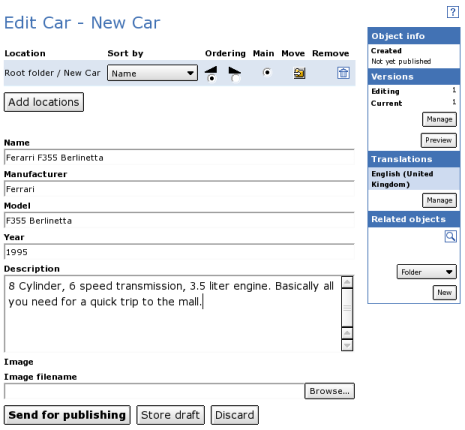 Edit Car - New Car
?
Location Sort by Ordering Main Move Remove
Root folder / New Car Name
Add locations
Name
Ferarri F355 Berlinetta
Manufacturer
Ferrari
Model
F355 Berlinetta
Year
1995
Description
8 Cylinder, 6 speed transmission, 3.5 liter engine. Basically all
you need for a quick trip to the mall.
Image
Image filename
Browse...
Send for publishing Store draft Discard
Object info
Created
Not yet published
Versions
Editing 1
Current 1
Manage
Preview
Translations
English (United
Kingdom)
Manage
Related objects
Folder
New